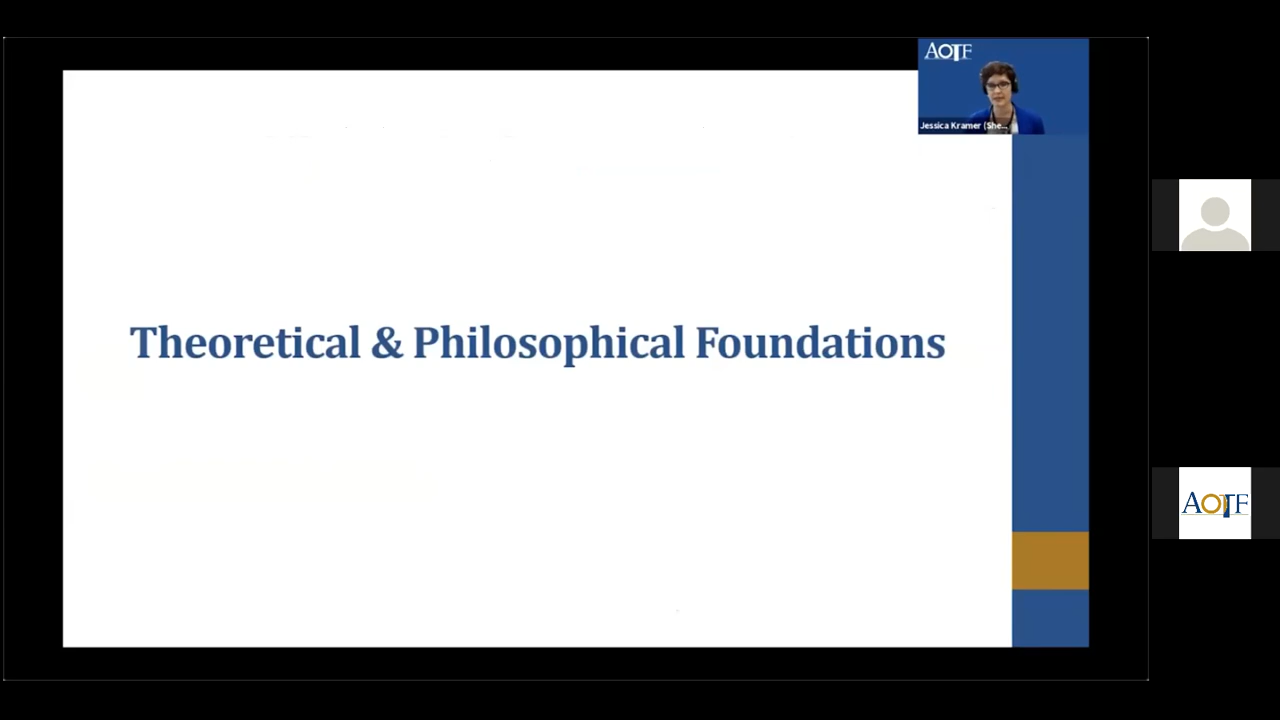 AOTF
Jessica Kramer (She...
Theoretical & Philosophical Foundations
AOTF